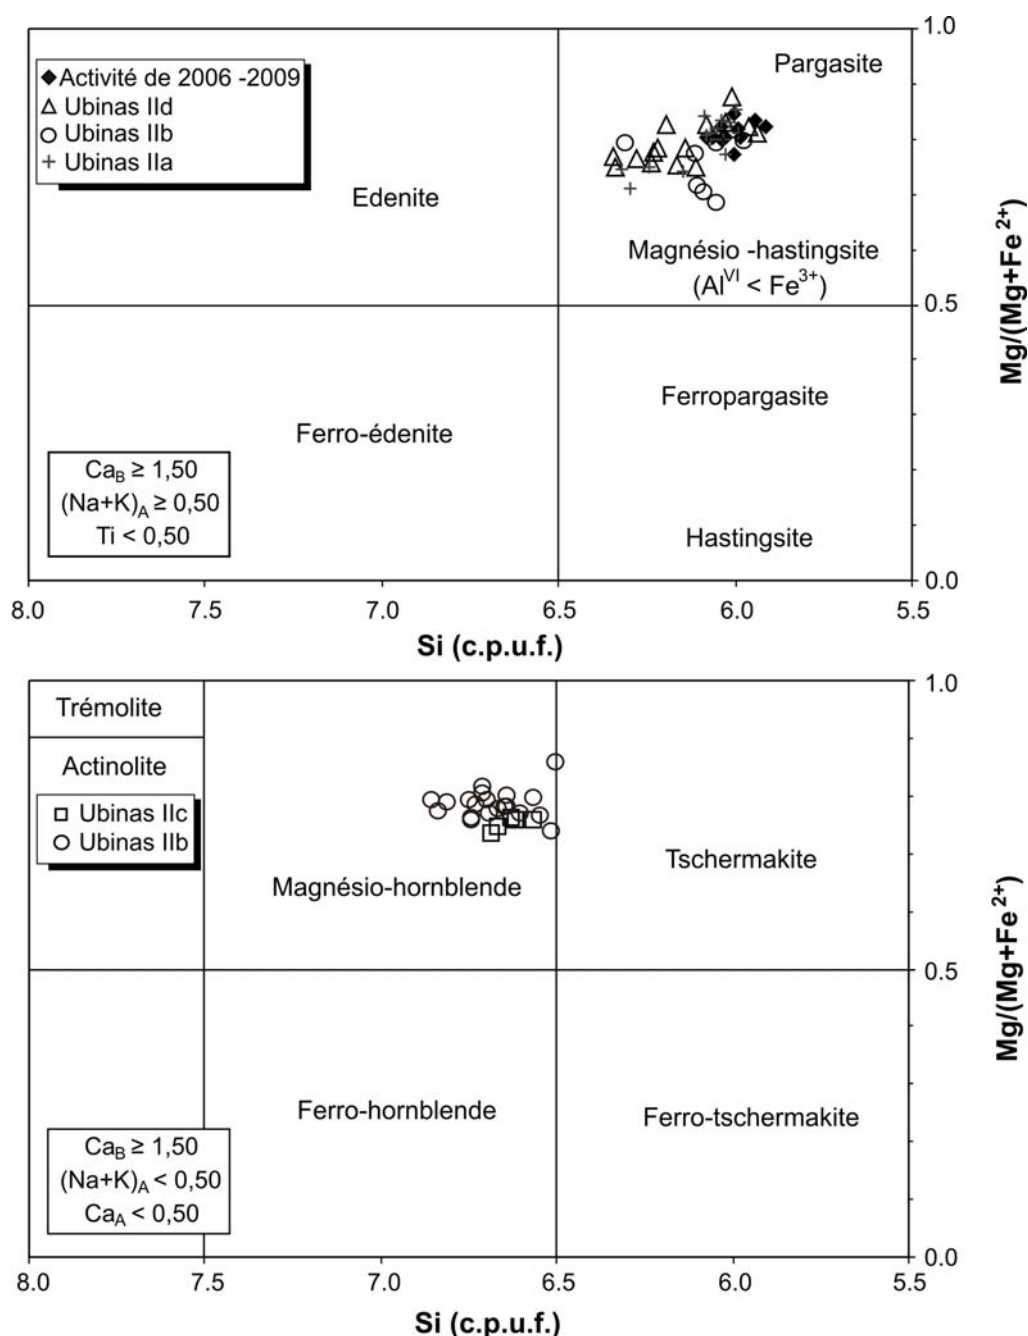 1.0
Pargasite
◆Activité de 2006 -2009
△ Ubinas IId
○ Ubinas IIb
+ Ubinas IIa
Edenite
Magnésio -hastingsite
(Al^VI < Fe^3+)
0.5
Mg/(Mg+Fe^2+)
Ferropargasite
Ferro-édenite
Ca_B ≥ 1,50
(Na+K)_A ≥ 0,50
Ti < 0,50
Hastingsite
0.0
8.0 7.5 7.0 6.5 6.0 5.5
Si (c.p.u.f.)
1.0
Trémolite
Actinolite
□ Ubinas IIc
○ Ubinas IIb
Tschermakite
Magnésio-hornblende
0.5
Mg/(Mg+Fe^2+)
Ferro-hornblende
Ferro-tschermakite
Ca_B ≥ 1,50
(Na+K)_A < 0,50
Ca_A < 0,50
0.0
8.0 7.5 7.0 6.5 6.0 5.5
Si (c.p.u.f.)